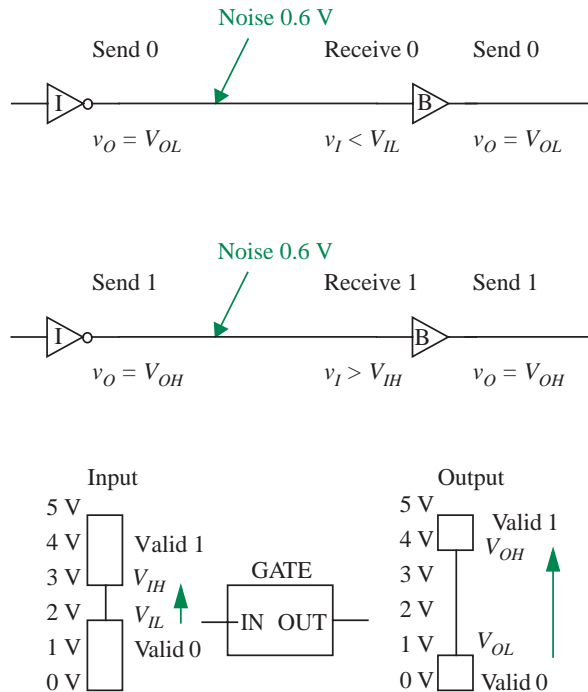 Noise 0.6 V
Send 0 Receive 0 Send 0
I B
vO = VOL vI < VIL vO = VOL
Noise 0.6 V
Send 1 Receive 1 Send 1
I B
vO = VOH vI > VIH vO = VOH
Input
5 V
4 V
3 V
2 V
1 V
0 V
Valid 1
VIH
VIL
Valid 0
GATE
IN OUT
Output
5 V
4 V
3 V
2 V
1 V
0 V
Valid 1
VOH
VOL
Valid 0